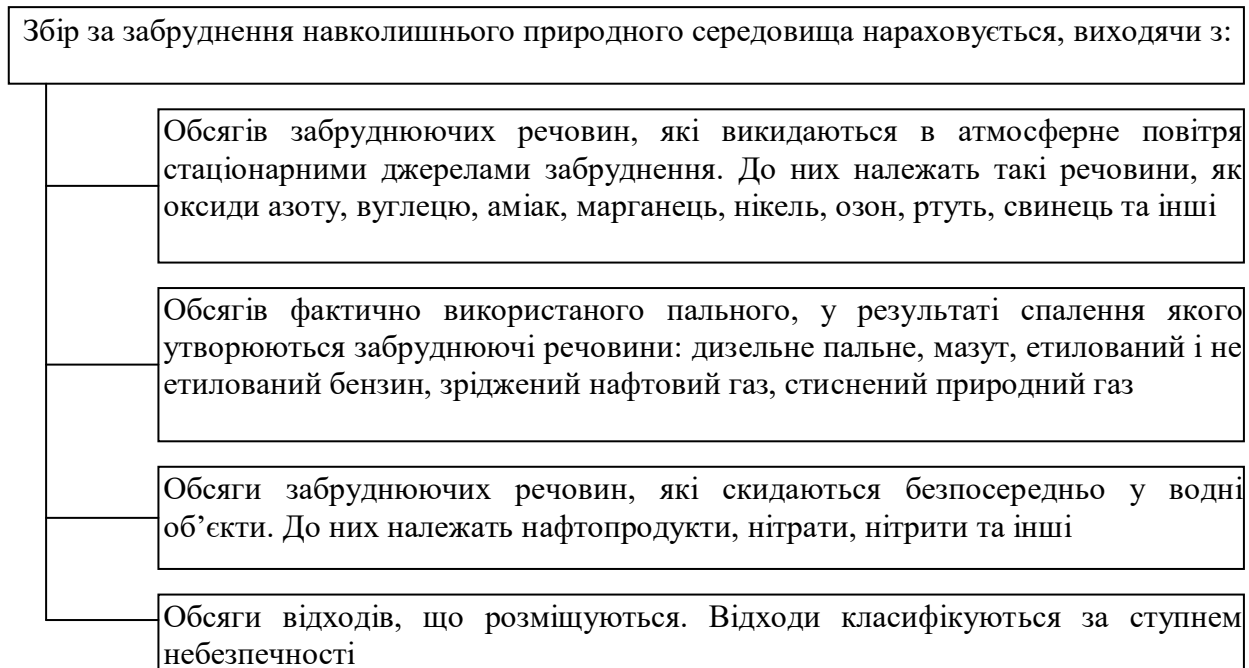 Збір за забруднення навколишнього природного середовища нараховується, виходячи з:
Обсягів забруднюючих речовин, які викидаються в атмосферне повітря
стаціонарними джерелами забруднення. До них належать такі речовини, як
оксиди азоту, вуглецю, аміак, марганець, нікель, озон, ртуть, свинець та інші
Обсягів фактично використаного пального, у результаті спалення якого
утворюються забруднюючі речовини: дизельне пальне, мазут, етилований і не
етилований бензин, зріджений нафтовий газ, стиснений природний газ
Обсяги забруднюючих речовин, які скидаються безпосередньо у водні
об’єкти. До них належать нафтопродукти, нітрати, нітрити та інші
Обсяги відходів, що розміщуються. Відходи класифікуються за ступнем
небезпечності